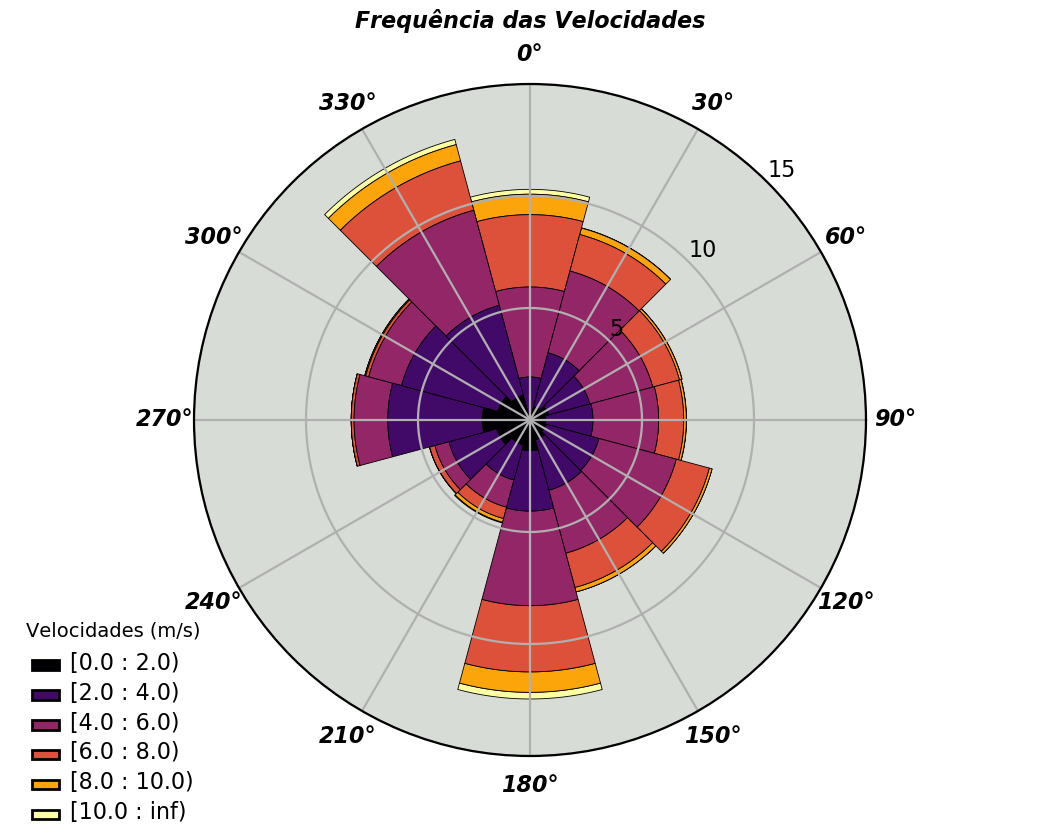 Frequência das Velocidades
0°
330°
30°
15
300°
60°
10
5
270°
90°
240°
120°
210°
150°
180°
Velocidades (m/s)
[0.0 : 2.0)
[2.0 : 4.0)
[4.0 : 6.0)
[6.0 : 8.0)
[8.0 : 10.0)
[10.0 : inf)